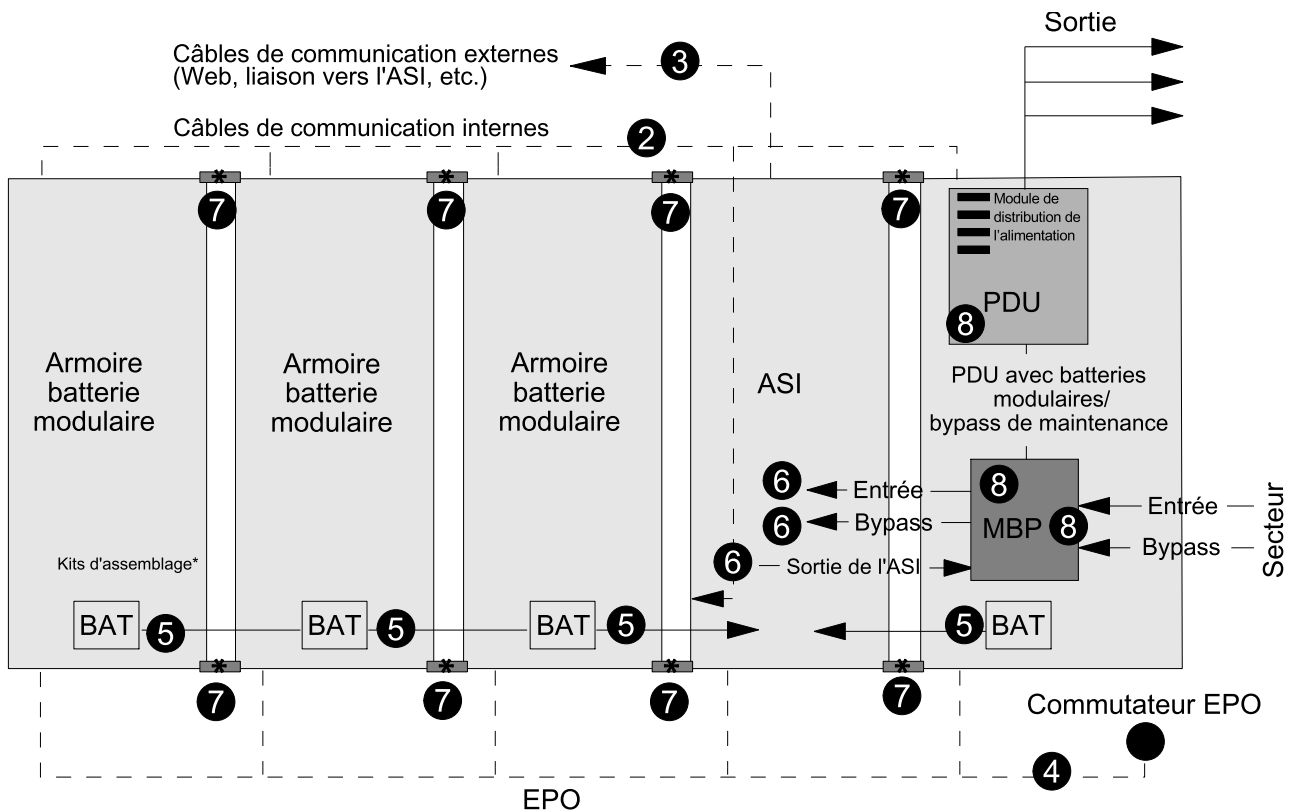 Sortie
Câbles de communication externes
(Web, liaison vers l'ASI, etc.)
3
Câbles de communication internes
2
* * * *
7 7 7 7
Module de
distribution de
l'alimentation
PDU
8
Armoire
batterie
modulaire
Armoire
batterie
modulaire
Armoire
batterie
modulaire
ASI
PDU avec batteries
modulaires/
bypass de maintenance
6 Entrée
6 Bypass
6 Sortie de l'ASI
8
MBP 8
Entrée
Bypass
Secteur
Kits d'assemblage*
BAT 5 BAT 5 BAT 5 5 BAT
* * * *
7 7 7 7
Commutateur EPO
4
EPO